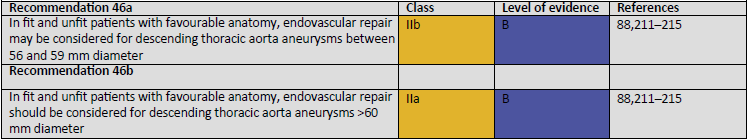 Recommendation 46a Class Level of evidence References
In fit and unfit patients with favourable anatomy, endovascular repair IIb B 88,211–215
may be considered for descending thoracic aorta aneurysms between
56 and 59 mm diameter
Recommendation 46b
In fit and unfit patients with favourable anatomy, endovascular repair IIa B 88,211–215
should be considered for descending thoracic aorta aneurysms >60
mm diameter